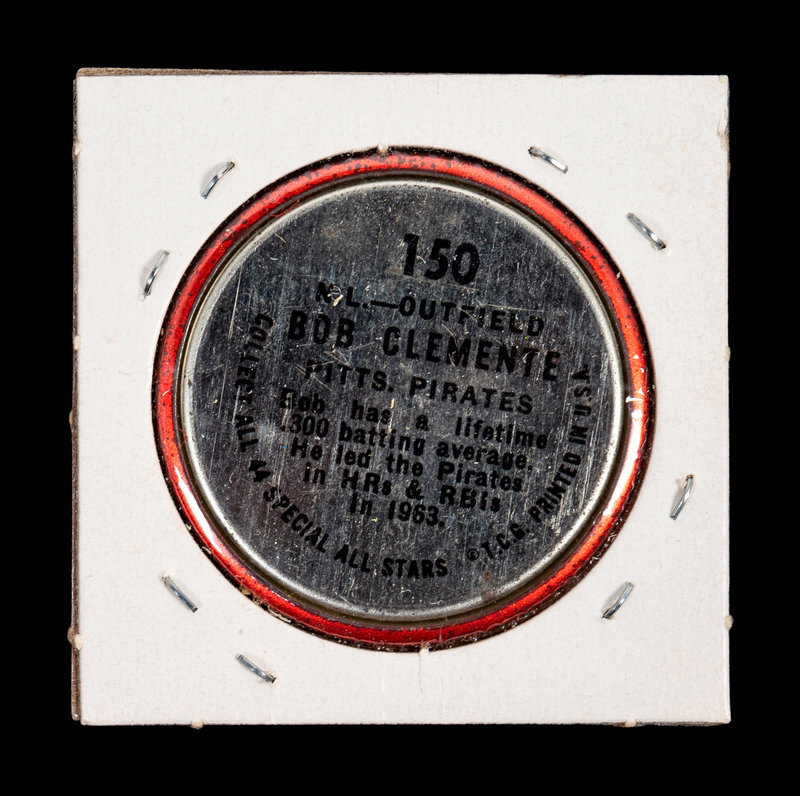 150
N.L.—OUTFIELD
BOB CLEMENTE
PITTS. PIRATES
Bob has a lifetime
.300 batting average.
He led the Pirates
in HRs & RBIs
in 1963.
COLLECT ALL 44 SPECIAL ALL STARS
© T.C.G. PRINTED IN U.S.A.